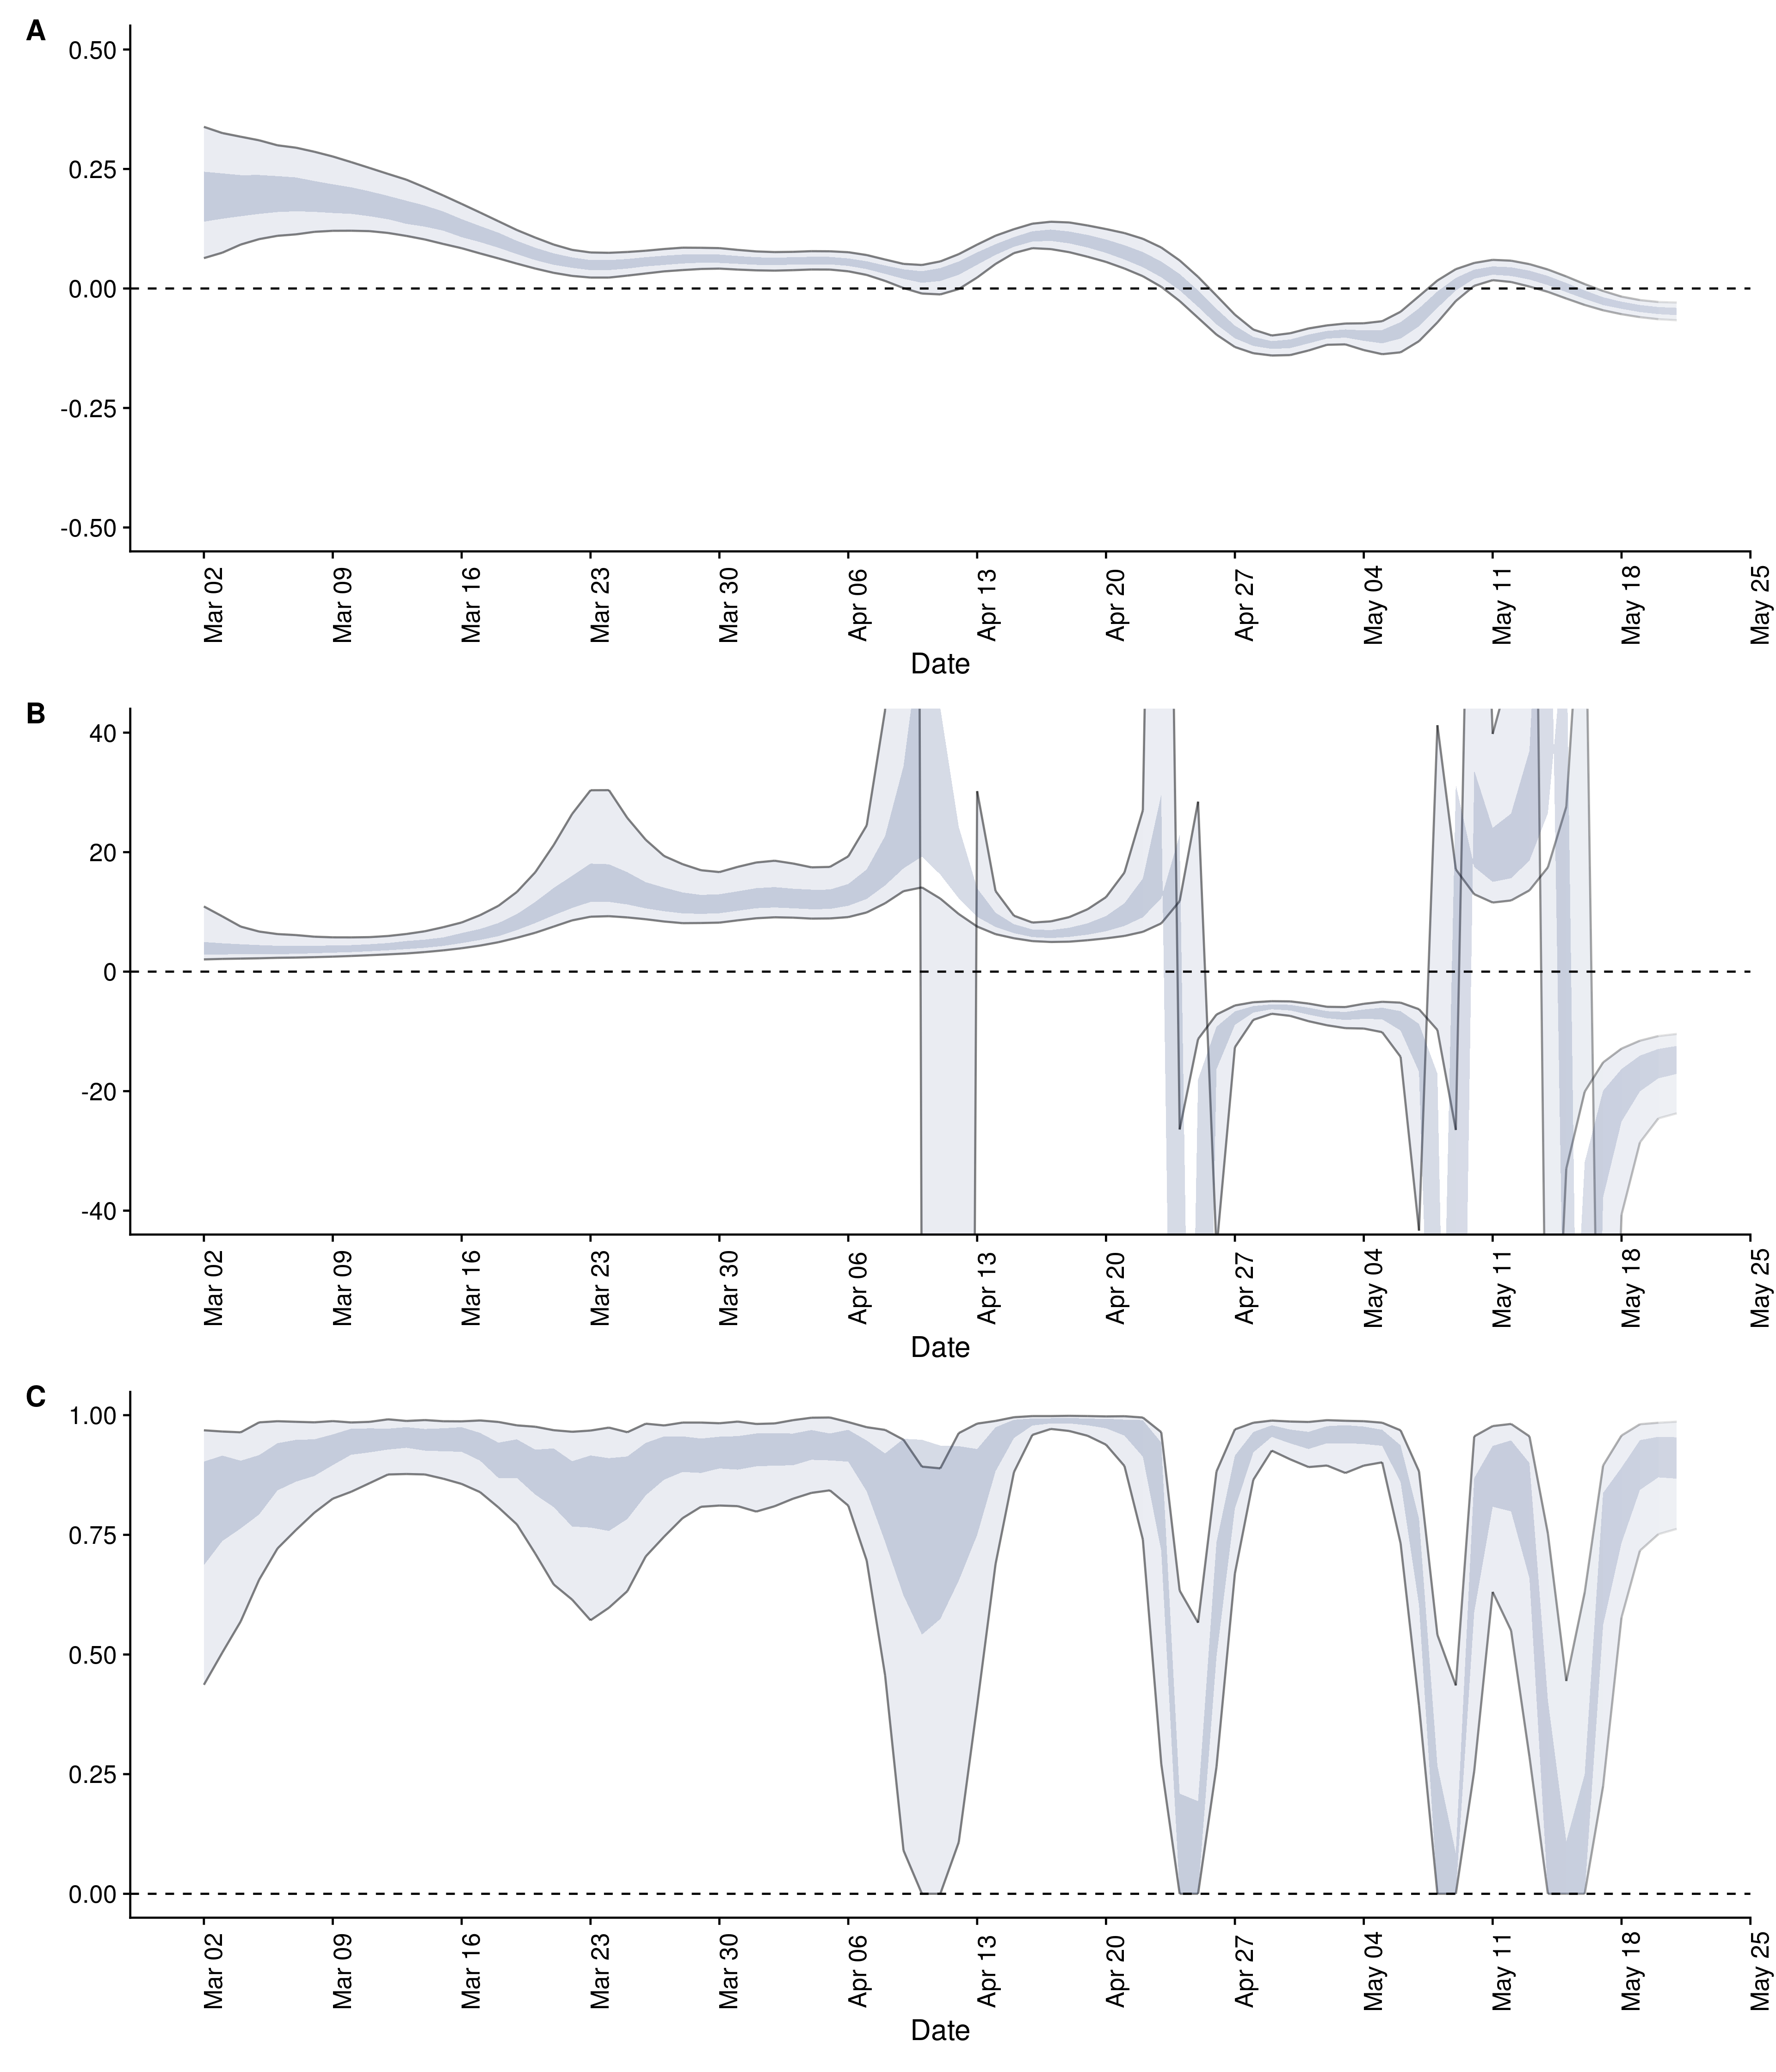 A
0.50
0.25
0.00
-0.25
-0.50
Mar 02
Mar 09
Mar 16
Mar 23
Mar 30
Apr 06
Apr 13
Apr 20
Apr 27
May 04
May 11
May 18
May 25
Date
B
40
20
0
-20
-40
Mar 02
Mar 09
Mar 16
Mar 23
Mar 30
Apr 06
Apr 13
Apr 20
Apr 27
May 04
May 11
May 18
May 25
Date
C
1.00
0.75
0.50
0.25
0.00
Mar 02
Mar 09
Mar 16
Mar 23
Mar 30
Apr 06
Apr 13
Apr 20
Apr 27
May 04
May 11
May 18
May 25
Date